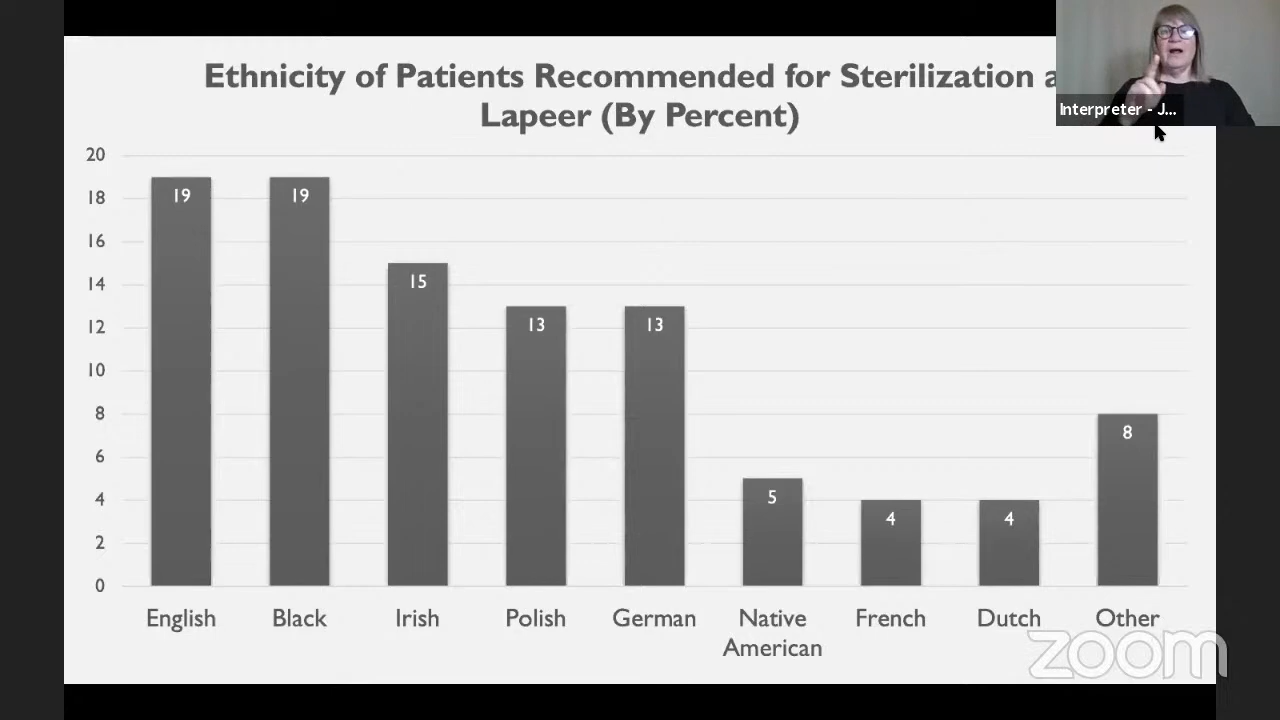 Ethnicity of Patients Recommended for Sterilization
Lapeer (By Percent)
Interpreter - J...
20
18
16
14
12
10
8
6
4
2
0
19
19
15
13
13
5
4
4
8
English
Black
Irish
Polish
German
Native
American
French
Dutch
Other
zoom